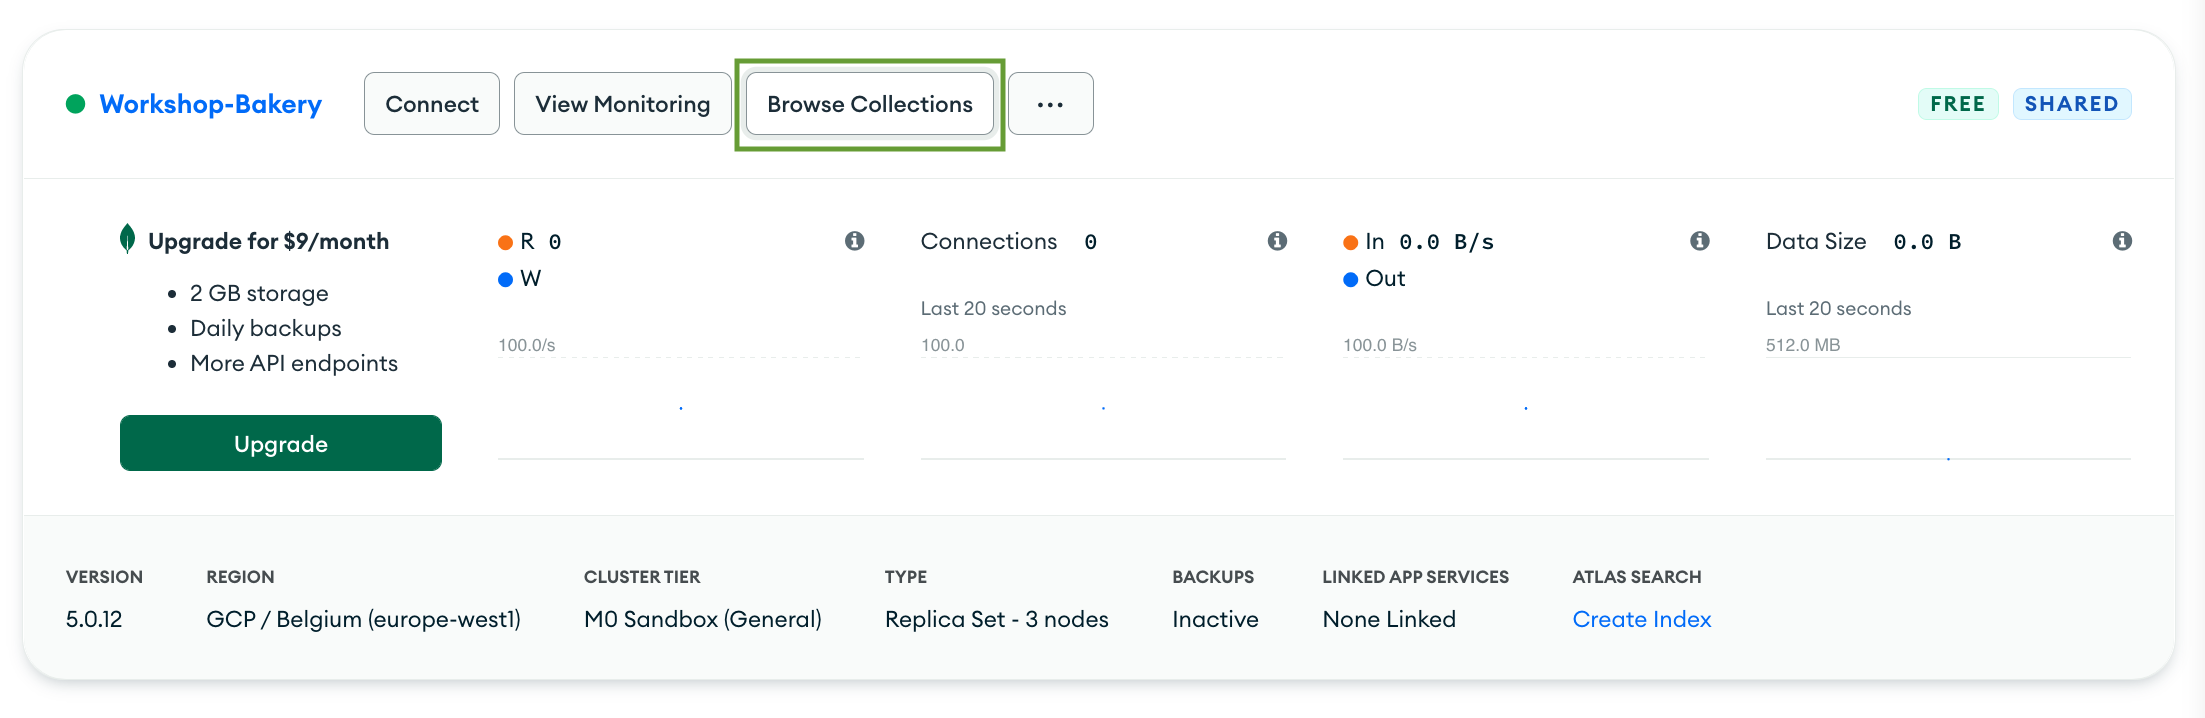 Workshop-Bakery
Connect
View Monitoring
Browse Collections
...
FREE
SHARED
Upgrade for $9/month
• 2 GB storage
• Daily backups
• More API endpoints
Upgrade
R 0
W
100.0/s
Connections 0
Last 20 seconds
100.0
In 0.0 B/s
Out
100.0 B/s
Data Size 0.0 B
Last 20 seconds
512.0 MB
VERSION
5.0.12
REGION
GCP / Belgium (europe-west1)
CLUSTER TIER
M0 Sandbox (General)
TYPE
Replica Set - 3 nodes
BACKUPS
Inactive
LINKED APP SERVICES
None Linked
ATLAS SEARCH
Create Index